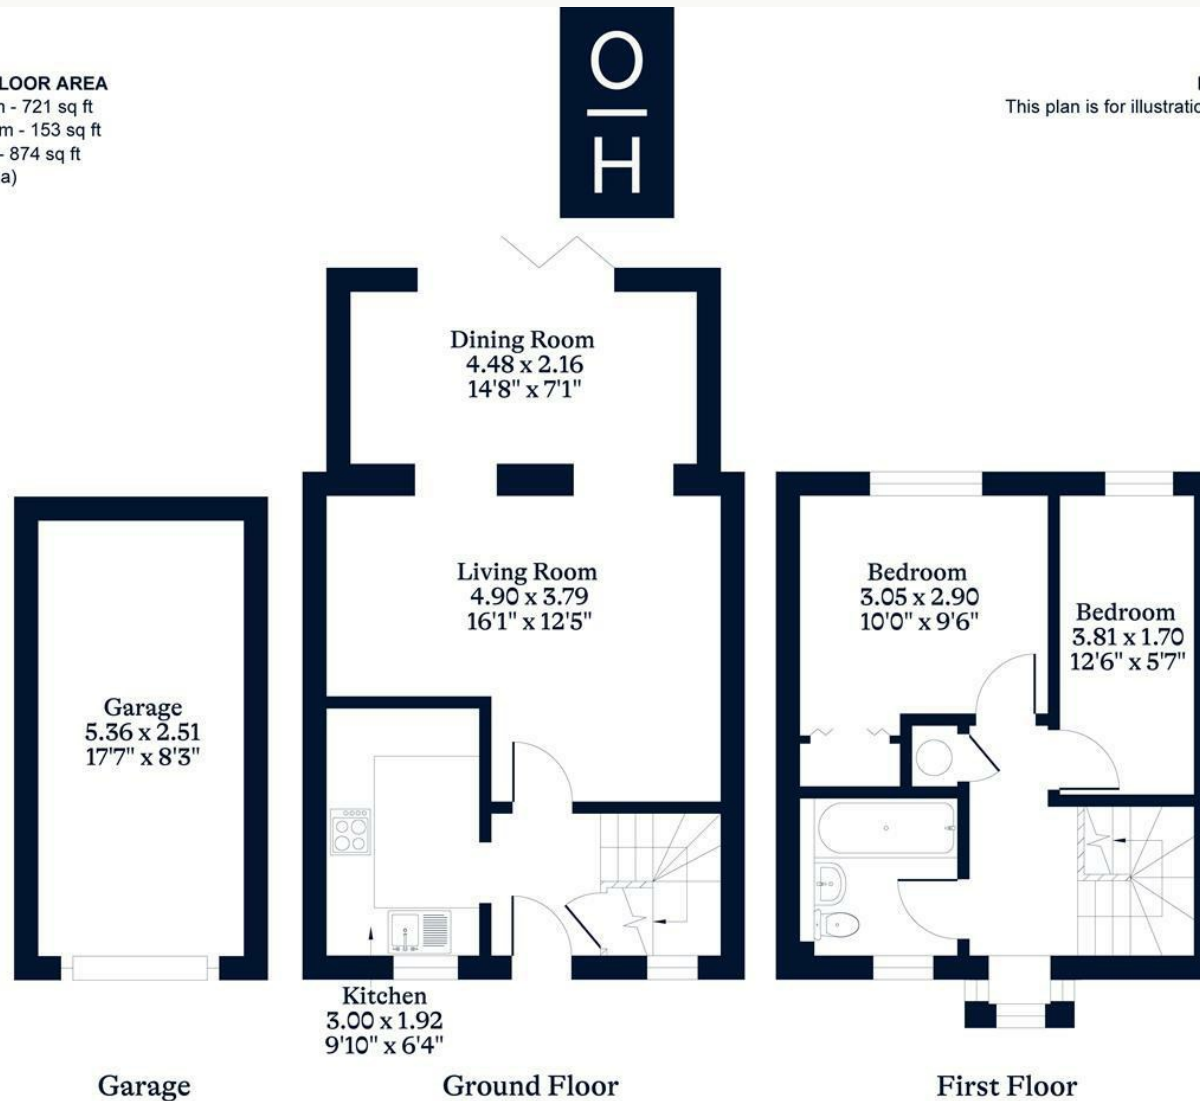 O
H
LOOR AREA
- 721 sq ft
m - 153 sq ft
- 874 sq ft
a)
This plan is for
Dining Room
4.48 x 2.16
14'8" x 7'1"
Living Room
4.90 x 3.79
16'1" x 12'5"
Bedroom
3.05 x 2.90
10'0" x 9'6"
Bedroom
3.81 x 1.70
12'6" x 5'7"
Garage
5.36 x 2.51
17'7" x 8'3"
Kitchen
3.00 x 1.92
9'10" x 6'4"
Garage
Ground Floor
First Floor